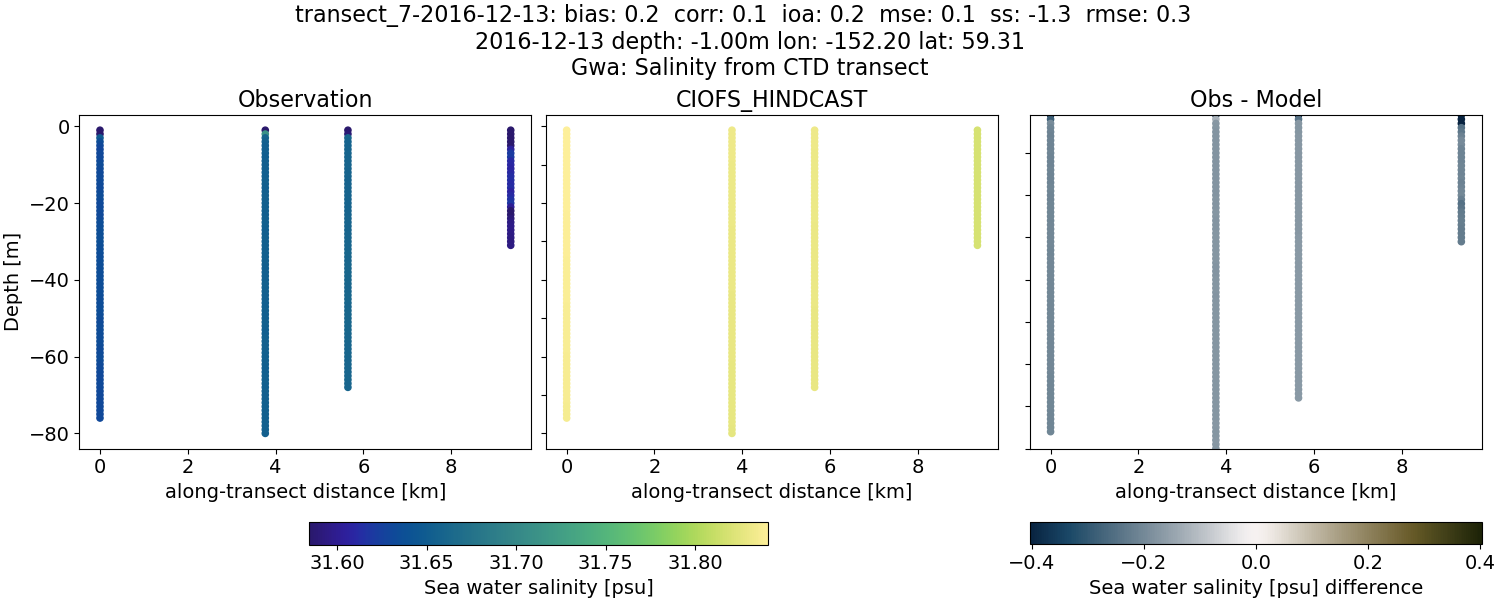 transect_7-2016-12-13: bias: 0.2  corr: 0.1  ioa: 0.2  mse: 0.1  ss: -1.3  rmse: 0.3
2016-12-13 depth: -1.00m lon: -152.20 lat: 59.31
Gwa: Salinity from CTD transect
Observation
CIOFS_HINDCAST
Obs - Model
0
−20
−40
−60
−80
Depth [m]
0 2 4 6 8
0 2 4 6 8
0 2 4 6 8
along-transect distance [km]
along-transect distance [km]
along-transect distance [km]
31.60 31.65 31.70 31.75 31.80
Sea water salinity [psu]
−0.4 −0.2 0.0 0.2 0.4
Sea water salinity [psu] difference